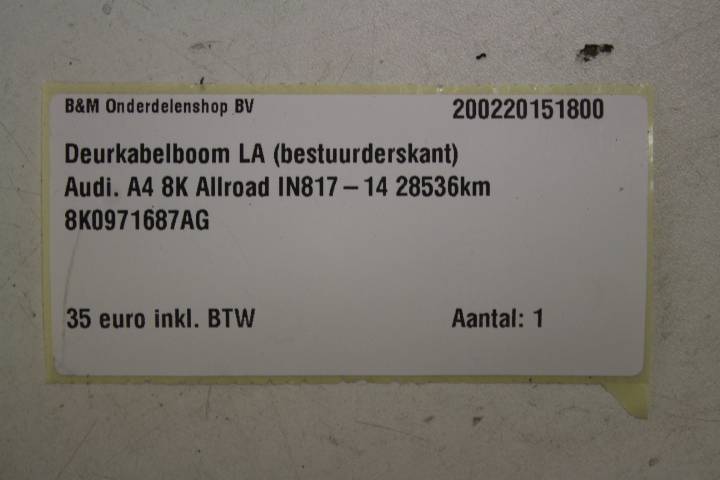 B&M Onderdelenshop BV 200220151800
Deurkabelboom LA (bestuurderskant)
Audi. A4 8K Allroad IN817 – 14 28536km
8K0971687AG
35 euro inkl. BTW Aantal: 1